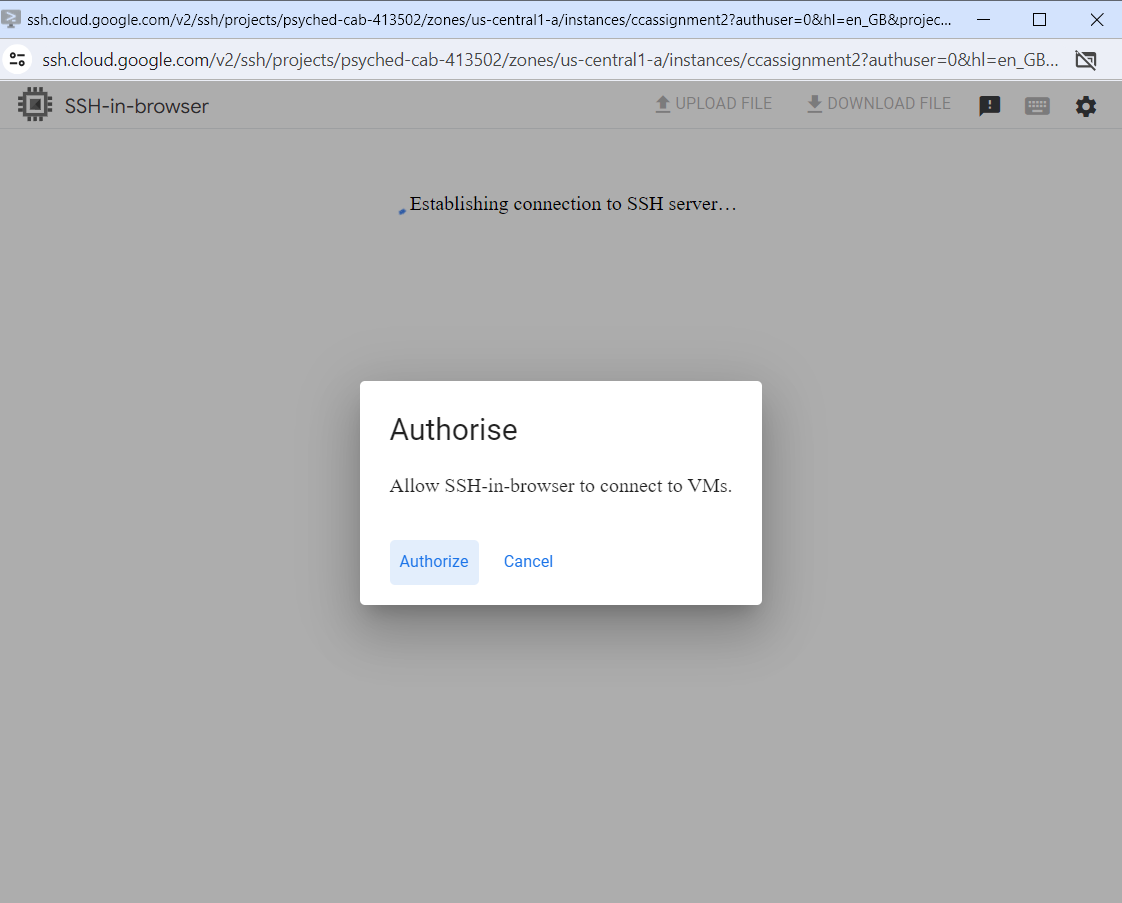 ssh.cloud.google.com/v2/ssh/projects/psyched-cab-413502/zones/us-central1-a/instances/ccassignment2?authuser=0&hl=en_GB&projec...
ssh.cloud.google.com/v2/ssh/projects/psyched-cab-413502/zones/us-central1-a/instances/ccassignment2?authuser=0&hl=en_GB...
SSH-in-browser UPLOAD FILE DOWNLOAD FILE
Establishing connection to SSH server…
Authorise
Allow SSH-in-browser to connect to VMs.
Authorize Cancel